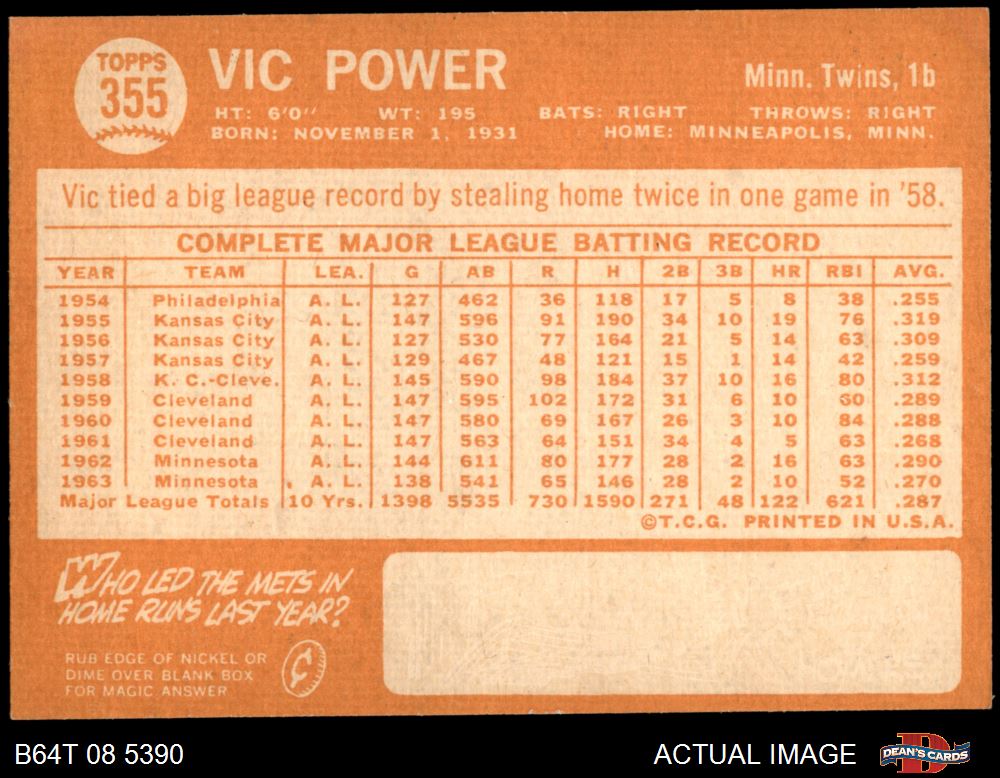 TOPPS
355
VIC POWER
Minn. Twins, 1b
HT: 6'0" WT: 195 BATS: RIGHT THROWS: RIGHT
BORN: NOVEMBER 1, 1931 HOME: MINNEAPOLIS, MINN.
Vic tied a big league record by stealing home twice in one game in '58.
COMPLETE MAJOR LEAGUE BATTING RECORD
YEAR TEAM LEA. G AB R H 2B 3B HR RBI AVG.
1954 Philadelphia A. L. 127 462 36 118 17 5 8 38 .255
1955 Kansas City A. L. 147 596 91 190 34 10 19 76 .319
1956 Kansas City A. L. 127 530 77 164 21 5 14 63 .309
1957 Kansas City A. L. 129 467 48 121 15 1 14 42 .259
1958 K. C.-Cleve. A. L. 145 590 98 184 37 10 16 80 .312
1959 Cleveland A. L. 147 595 102 172 31 6 10 60 .289
1960 Cleveland A. L. 147 580 69 167 26 3 10 84 .288
1961 Cleveland A. L. 147 563 64 151 34 4 5 63 .268
1962 Minnesota A. L. 144 611 80 177 28 2 16 63 .290
1963 Minnesota A. L. 138 541 65 146 28 2 10 52 .270
Major League Totals 10 Yrs. 1398 5535 730 1590 271 48 122 621 .287
©T.C.G. PRINTED IN U.S.A.
WHO LED THE METS IN
HOME RUNS LAST YEAR?
RUB EDGE OF NICKEL OR
DIME OVER BLANK BOX
FOR MAGIC ANSWER
B64T 08 5390
ACTUAL IMAGE
DEAN'S CARDS